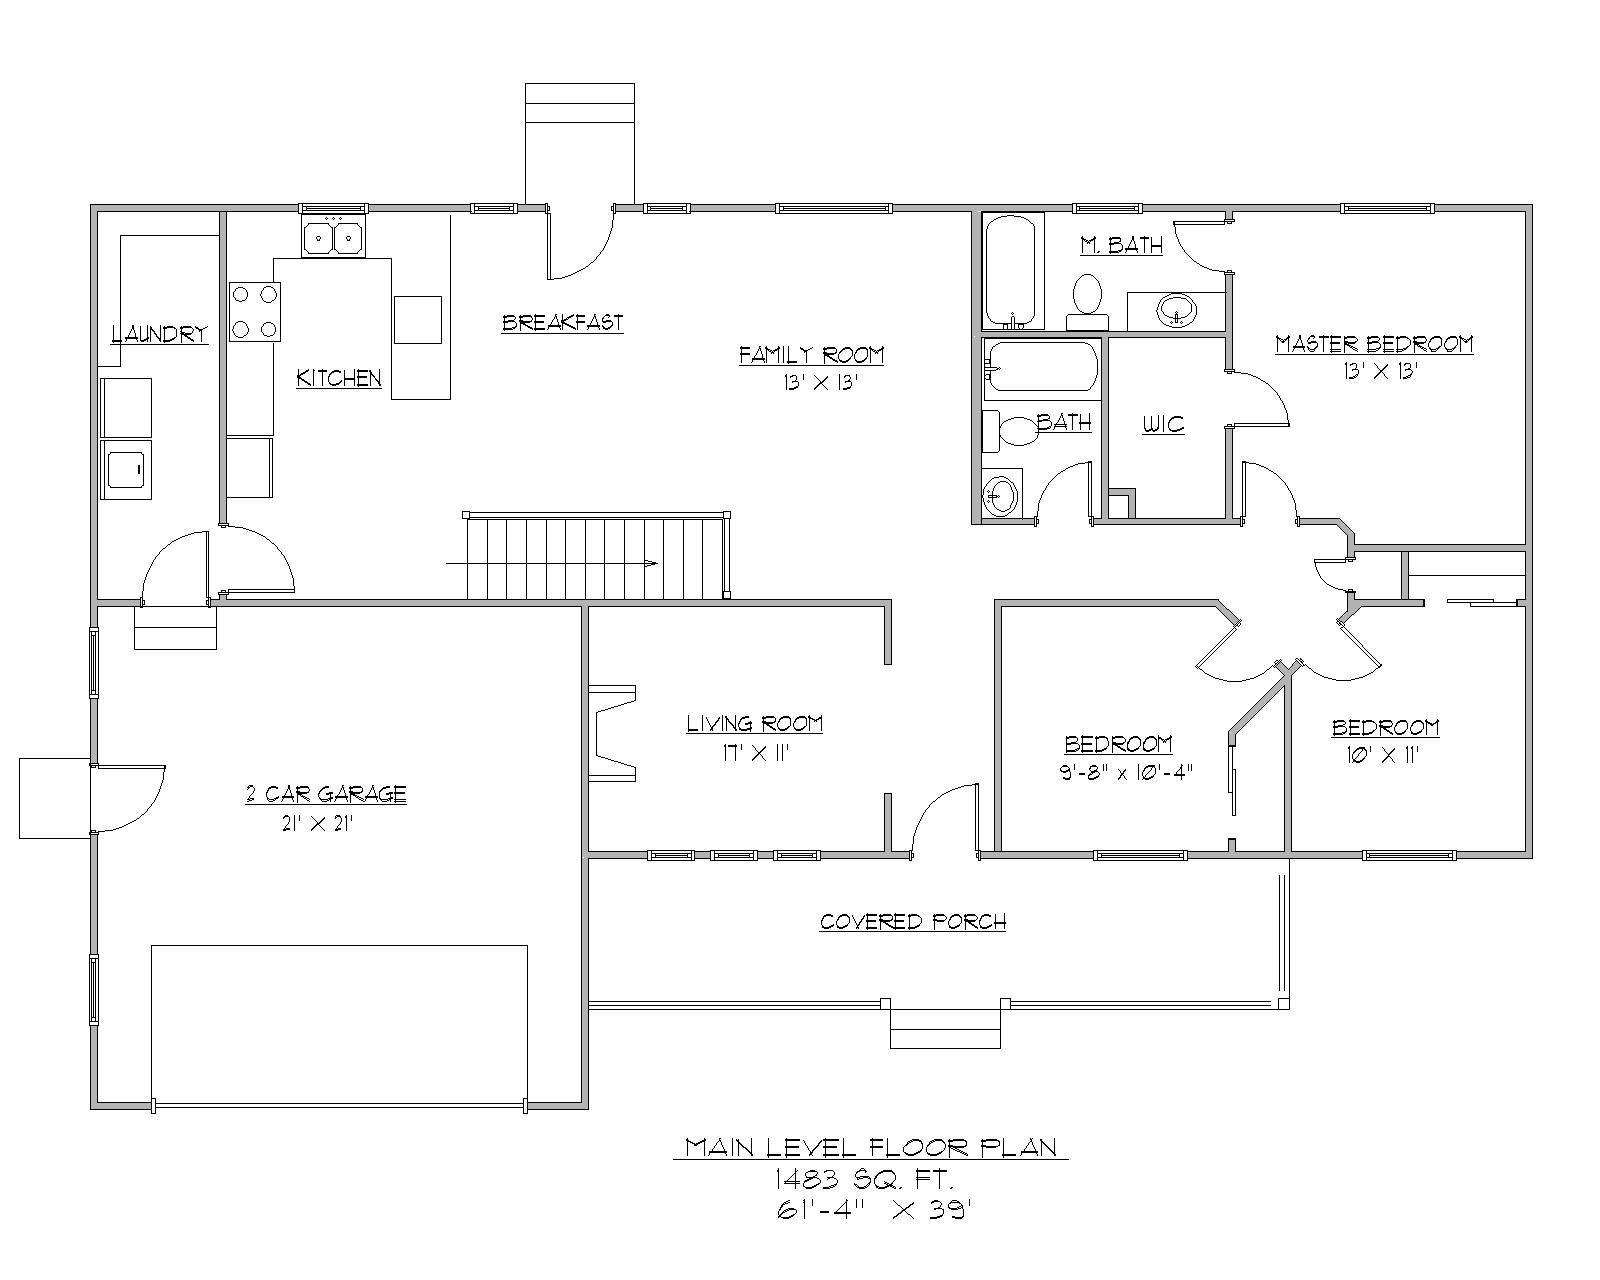 M. BATH
LAUNDRY
BREAKFAST
KITCHEN
FAMILY ROOM
13' X 13'
MASTER BEDROOM
13' X 13'
BATH
WIC
LIVING ROOM
17' X 11'
BEDROOM
9'-8" x 10'-4"
BEDROOM
10' X 11'
2 CAR GARAGE
21' X 21'
COVERED PORCH
MAIN LEVEL FLOOR PLAN
1483 SQ. FT.
61'-4" X 39'